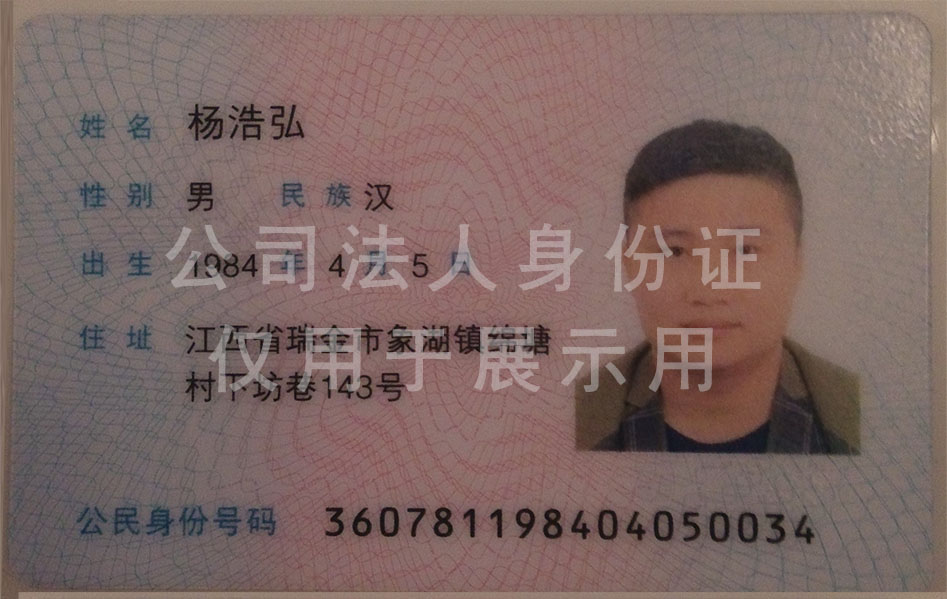 姓名 杨浩弘
性别 男 民族 汉
公司法人身份证
出生 1984 年 4 月 5 日
住址 江西省瑞金市象湖镇绵塘
仅用于展示用
村下坊巷143号
公民身份号码 360781198404050034